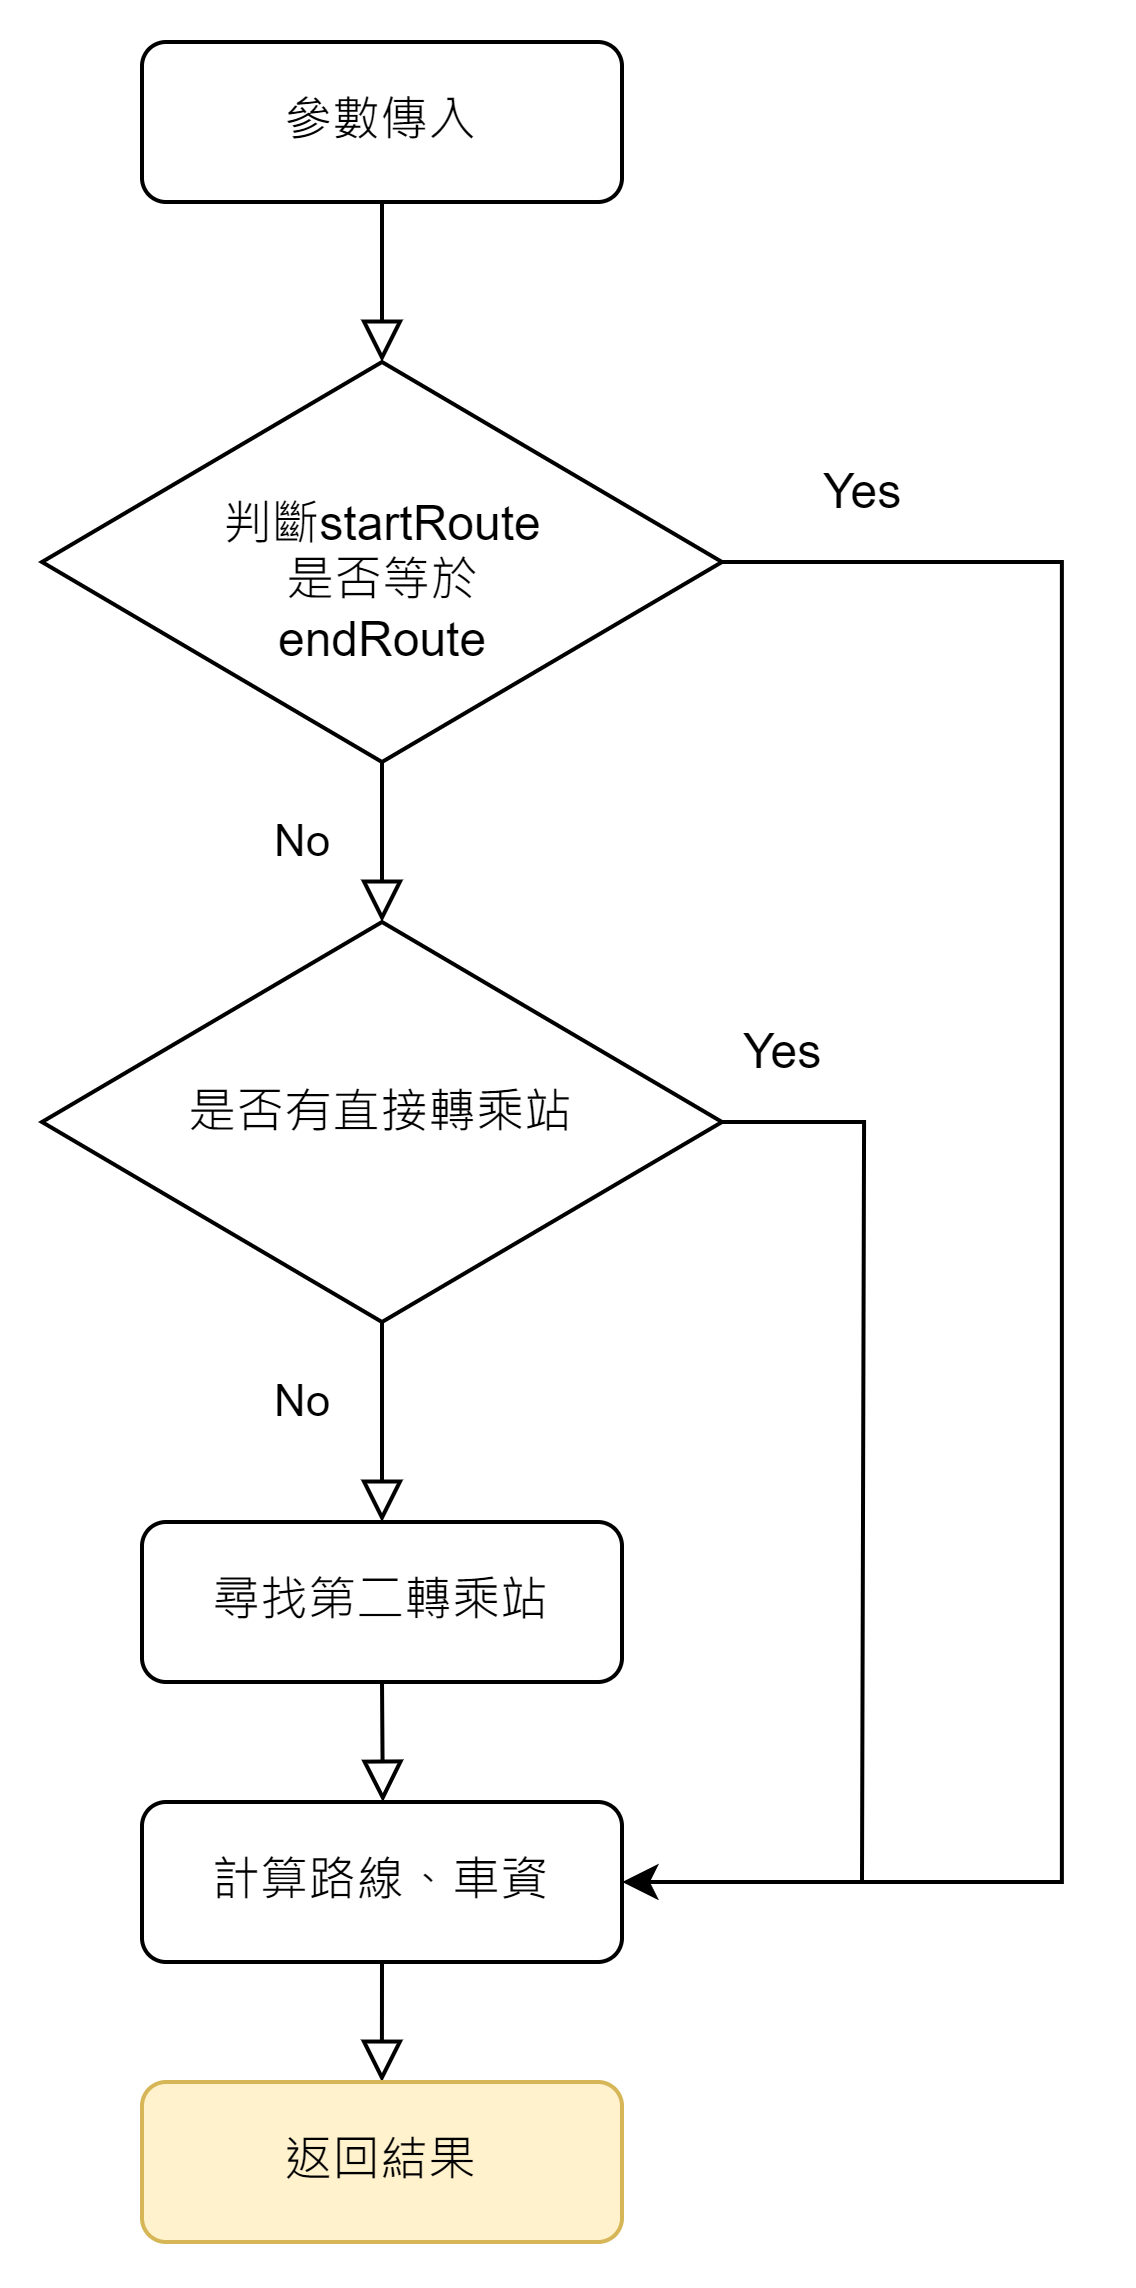 參數傳入
判斷startRoute
是否等於
endRoute
Yes
No
是否有直接轉乘站
Yes
No
尋找第二轉乘站
計算路線、車資
返回結果